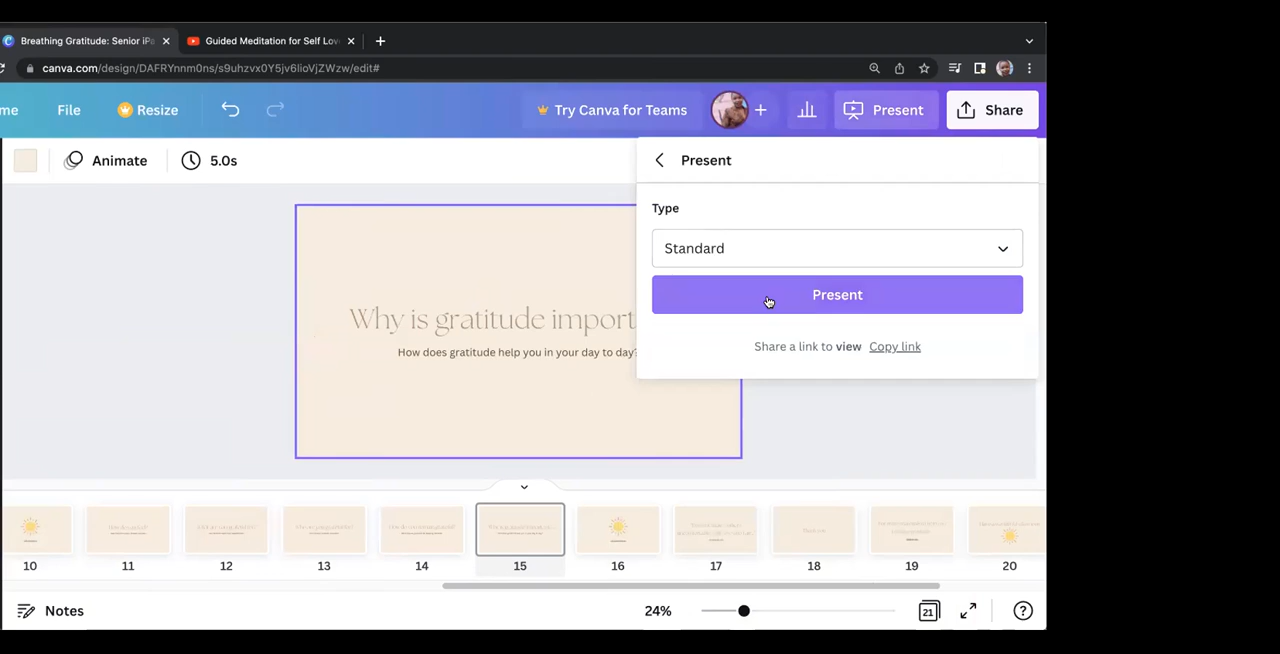 Breathing Gratitude: Senior iPa
Guided Meditation for Self Lov
canva.com/design/DAFRYnnm0ns/s9uhzvx0Y5jv6lioVjZWzw/edit#
me
File
Resize
Try Canva for Teams
Present
Share
Animate
5.0s
Present
Type
Standard
Present
Share a link to view Copy link
Why is gratitude import
How does gratitude help you in your day to day?
10
11
12
13
14
15
16
17
18
19
20
Notes
24%
21